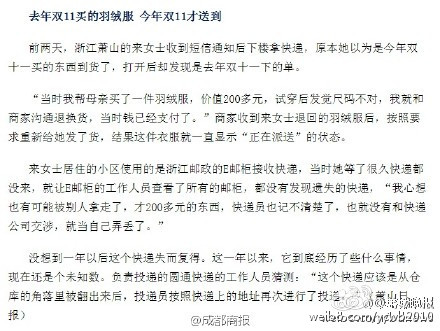 去年双11买的羽绒服 今年双11才送到
前两天，浙江萧山的来女士收到短信通知后下楼拿快递，原本她以为是今年双
十一买的东西到货了，打开后却发现是去年双十一下的单。
“当时我帮母亲买了一件羽绒服，价值200多元，试穿后发觉尺码不对，我就和
商家沟通退换货，当时钱已经支付了。”商家收到来女士退回的羽绒服后，按照要
求重新给她发了货，结果这件衣服就一直显示“正在派送”的状态。
来女士居住的小区使用的是浙江邮政的E邮柜接收快递，当时她等了很久快递都
没来，就让E邮柜的工作人员查看了所有的邮柜，都没有发现遗失的快递，“我心想
也有可能被别人拿走了，才200多元的东西，快递员也记不清楚了，也就没有和快递
公司交涉，就当自己弄丢了。”
没想到一年以后这个快递失而复得。这一年以来，它到底经历了些什么事情，
现在还是个未知数。负责投递的圆通快递的工作人员猜测：“这个快递应该是从仓
库的角落里被翻出来后，投递员按照快递上的地址再次进行了投递
报）
@成都商报
weibo.com/ydwb2010